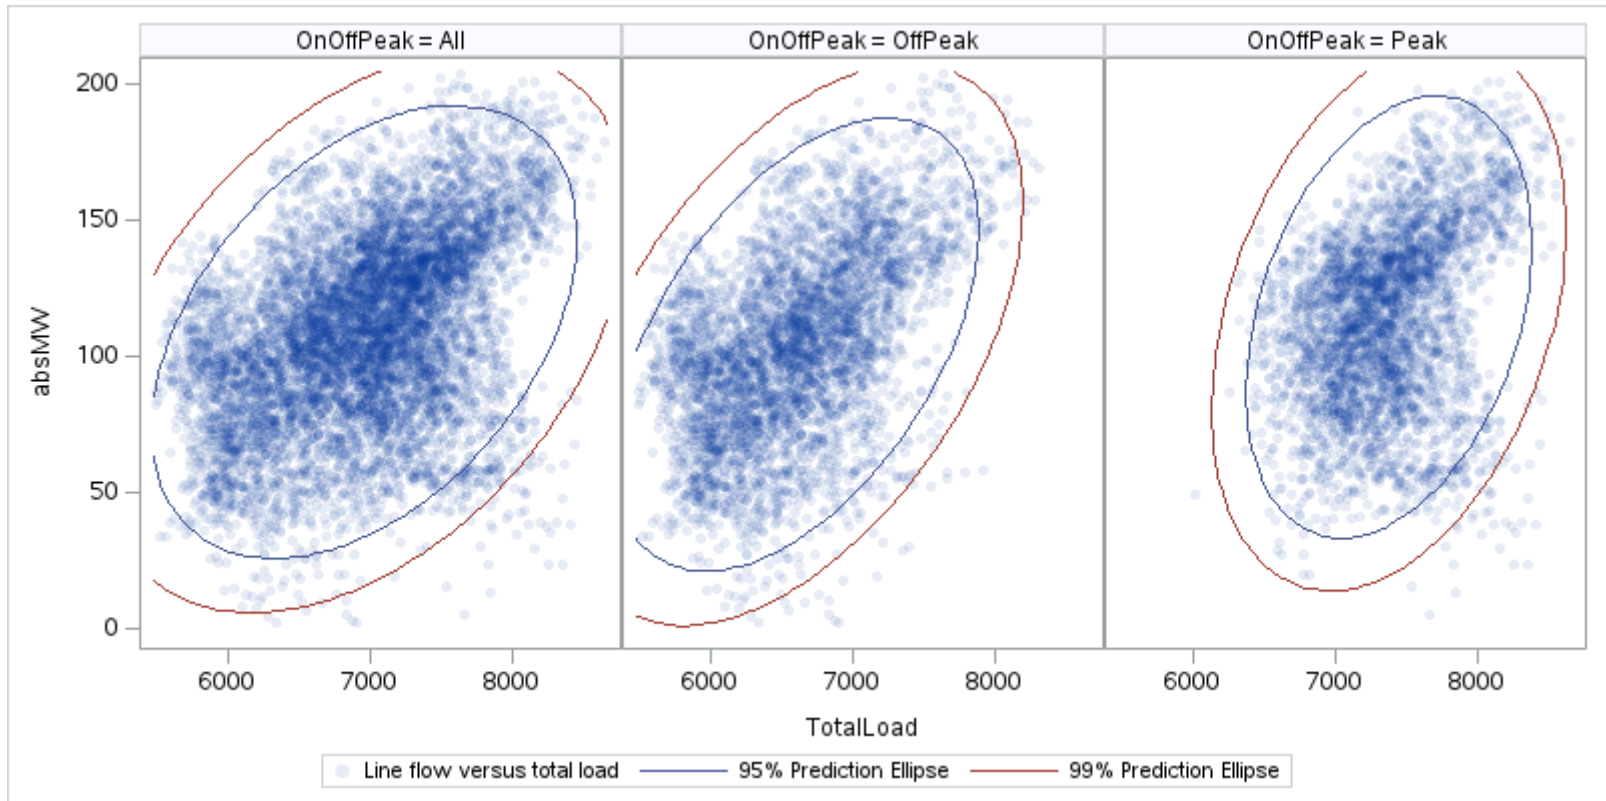 OnOffPeak = All
OnOffPeak = OffPeak
OnOffPeak = Peak
200
150
100
50
0
absMW
6000 7000 8000
6000 7000 8000
6000 7000 8000
TotalLoad
Line flow versus total load
95% Prediction Ellipse
99% Prediction Ellipse